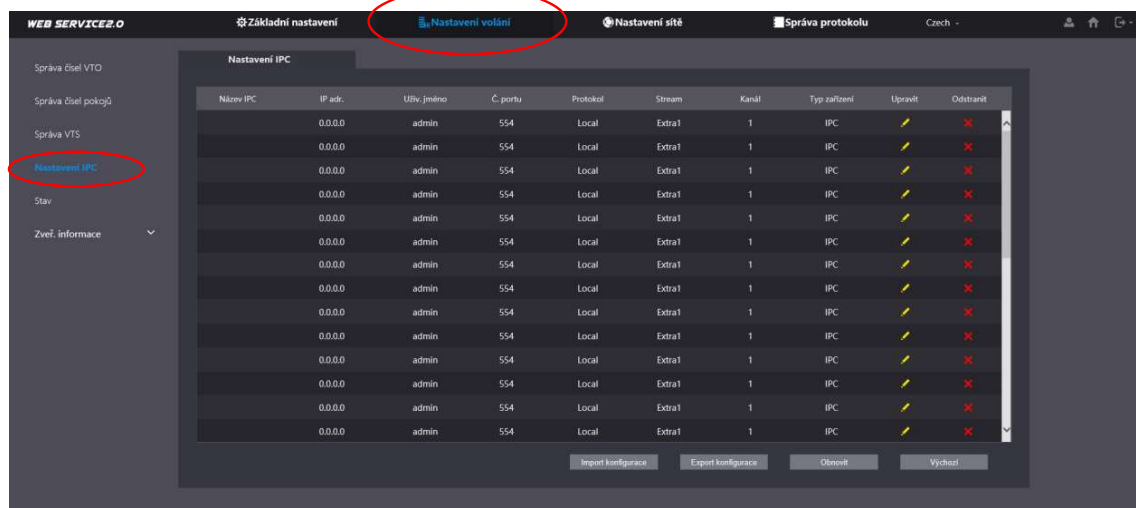 WEB SERVICE2.0 Základní nastavení Nastavení volání Nastavení sítě Správa protokolu Czech
Správa čísel VTO
Správa čísel pokojů
Správa VTS
Nastavení IPC
Stav
Zveř. informace
Nastavení IPC
Název IPC IP adr. Uživ. jméno Č. portu Protokol Stream Kanál Typ zařízení Upravit Odstranit
0.0.0.0 admin 554 Local Extra1 1 IPC
0.0.0.0 admin 554 Local Extra1 1 IPC
0.0.0.0 admin 554 Local Extra1 1 IPC
0.0.0.0 admin 554 Local Extra1 1 IPC
0.0.0.0 admin 554 Local Extra1 1 IPC
0.0.0.0 admin 554 Local Extra1 1 IPC
0.0.0.0 admin 554 Local Extra1 1 IPC
0.0.0.0 admin 554 Local Extra1 1 IPC
0.0.0.0 admin 554 Local Extra1 1 IPC
0.0.0.0 admin 554 Local Extra1 1 IPC
0.0.0.0 admin 554 Local Extra1 1 IPC
0.0.0.0 admin 554 Local Extra1 1 IPC
0.0.0.0 admin 554 Local Extra1 1 IPC
0.0.0.0 admin 554 Local Extra1 1 IPC
Import konfigurace Export konfigurace Obnovit Výchozí